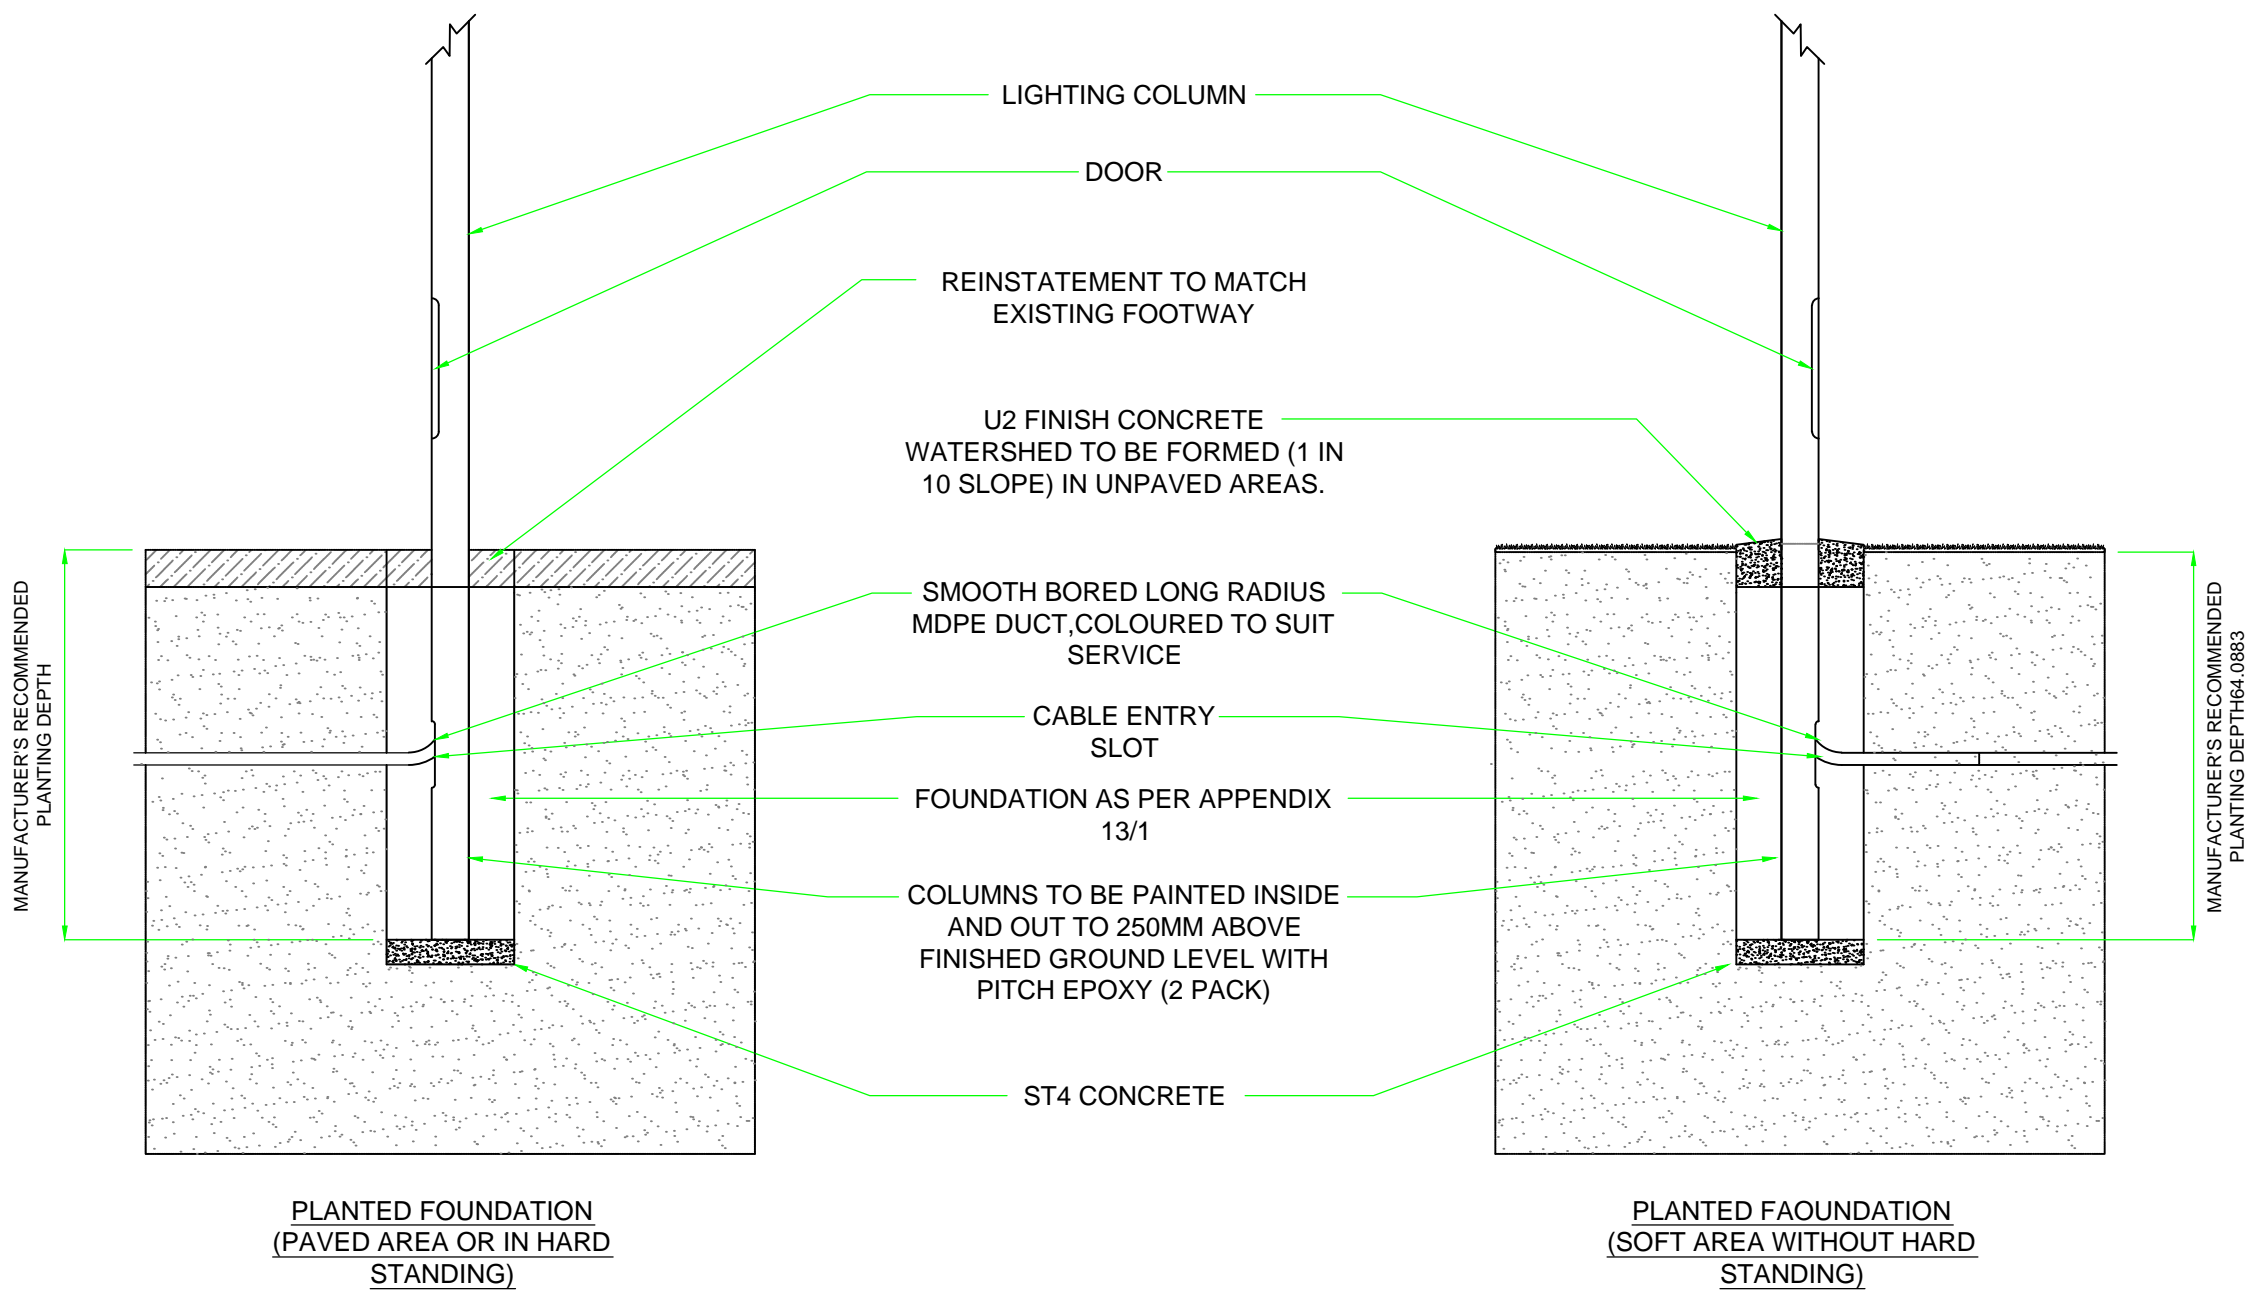 LIGHTING COLUMN
DOOR
REINSTATEMENT TO MATCH
EXISTING FOOTWAY
U2 FINISH CONCRETE
WATERSHED TO BE FORMED (1 IN
10 SLOPE) IN UNPAVED AREAS.
SMOOTH BORED LONG RADIUS
MDPE DUCT,COLOURED TO SUIT
SERVICE
CABLE ENTRY
SLOT
FOUNDATION AS PER APPENDIX
13/1
COLUMNS TO BE PAINTED INSIDE
AND OUT TO 250MM ABOVE
FINISHED GROUND LEVEL WITH
PITCH EPOXY (2 PACK)
ST4 CONCRETE
MANUFACTURER'S RECOMMENDED
PLANTING DEPTH
MANUFACTURER'S RECOMMENDED
PLANTING DEPTH64.0883
PLANTED FOUNDATION
(PAVED AREA OR IN HARD
STANDING)
PLANTED FAOUNDATION
(SOFT AREA WITHOUT HARD
STANDING)